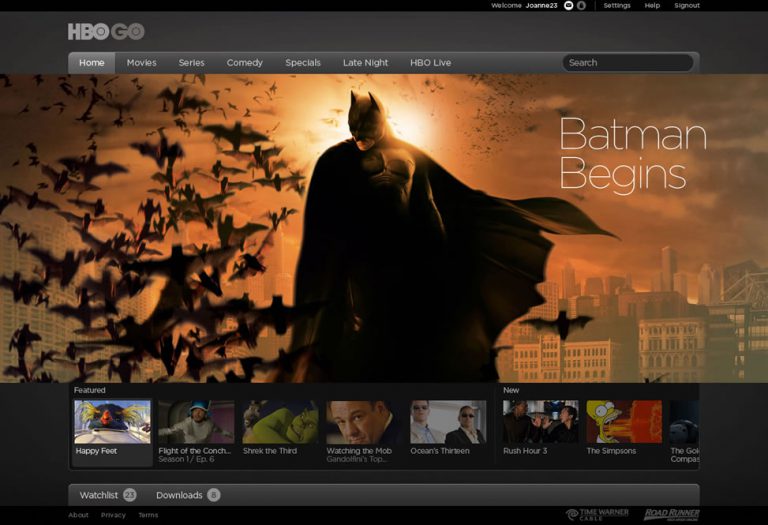 Welcome Joanne23 Settings Help Signout
HBO GO
Home Movies Series Comedy Specials Late Night HBO Live Search
Batman
Begins
Featured New
Happy Feet Flight of the Conch... Shrek the Third Watching the Mob Ocean's Thirteen Rush Hour 3 The Simpsons The Gol
Season 1 / Ep. 6 Gandolfini's Top... Compas
Watchlist 23 Downloads 8
About Privacy Terms TIME WARNER
CABLE
ROAD RUNNER